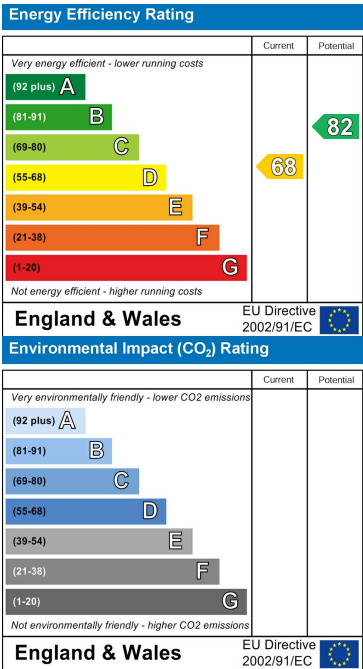 Energy Efficiency Rating
Current Potential
Very energy efficient - lower running costs
(92 plus) A
(81-91) B
(69-80) C
(55-68) D
(39-54) E
(21-38) F
(1-20) G
68
82
Not energy efficient - higher running costs
England & Wales
EU Directive
2002/91/EC
Environmental Impact (CO₂) Rating
Current Potential
Very environmentally friendly - lower CO2 emissions
(92 plus) A
(81-91) B
(69-80) C
(55-68) D
(39-54) E
(21-38) F
(1-20) G
Not environmentally friendly - higher CO2 emissions
England & Wales
EU Directive
2002/91/EC